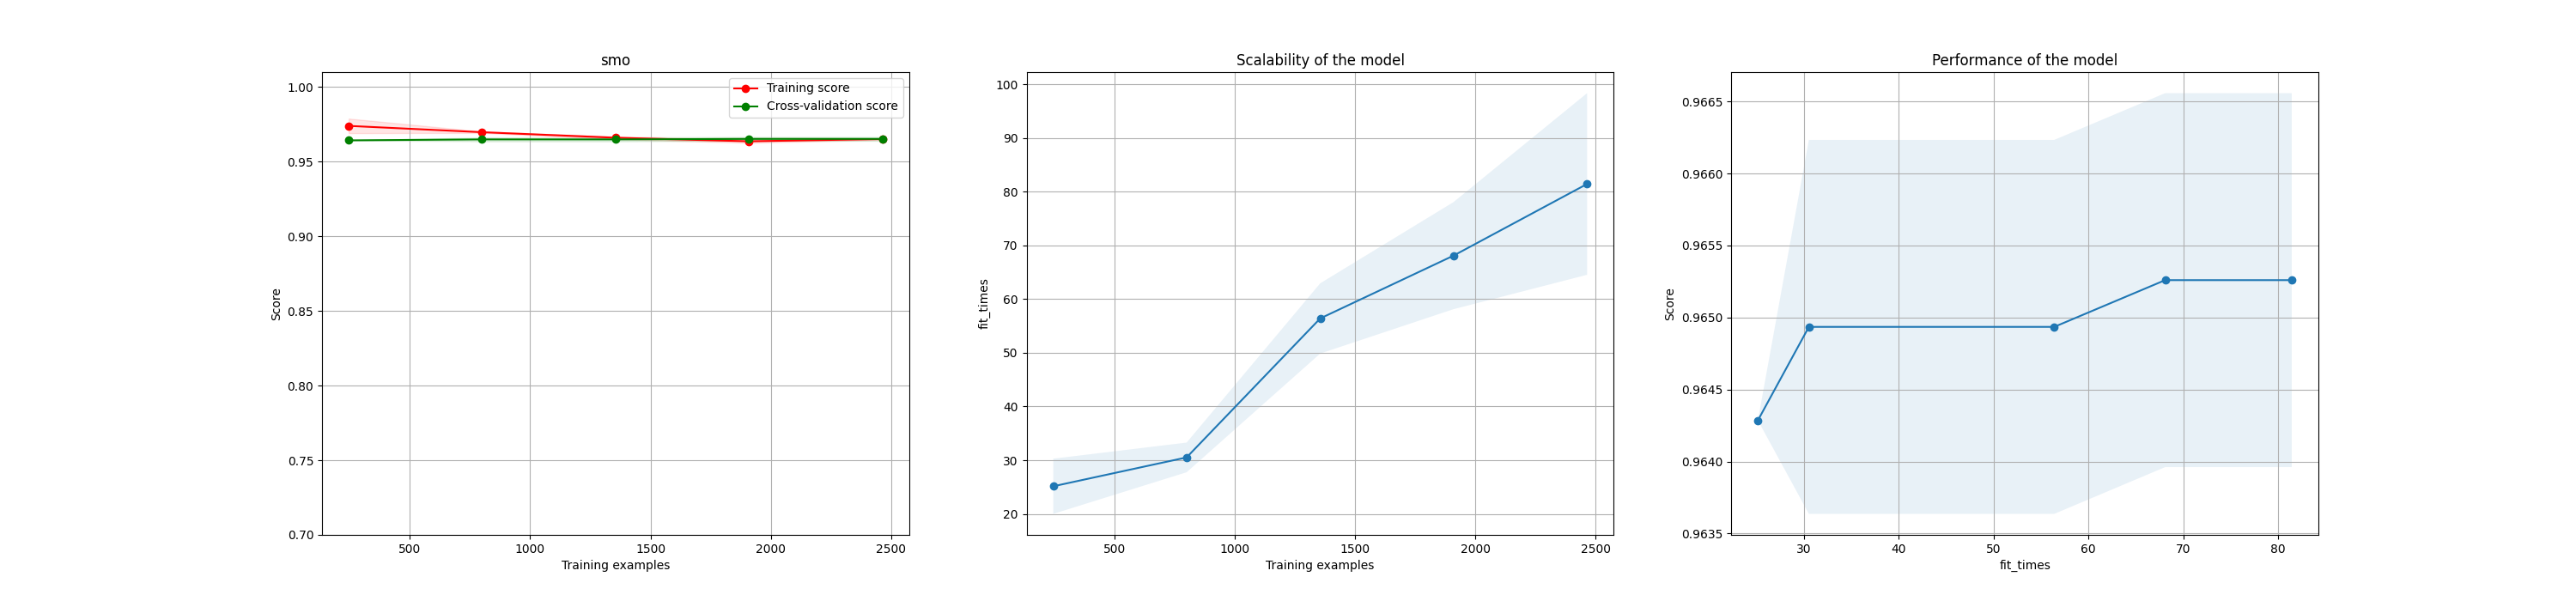 smo
1.00
0.95
0.90
0.85
0.80
0.75
0.70
Score
500 1000 1500 2000 2500
Training examples
Training score
Cross-validation score
Scalability of the model
100
90
80
70
60
50
40
30
20
fit_times
500 1000 1500 2000 2500
Training examples
Performance of the model
0.9665
0.9660
0.9655
0.9650
0.9645
0.9640
0.9635
Score
30 40 50 60 70 80
fit_times